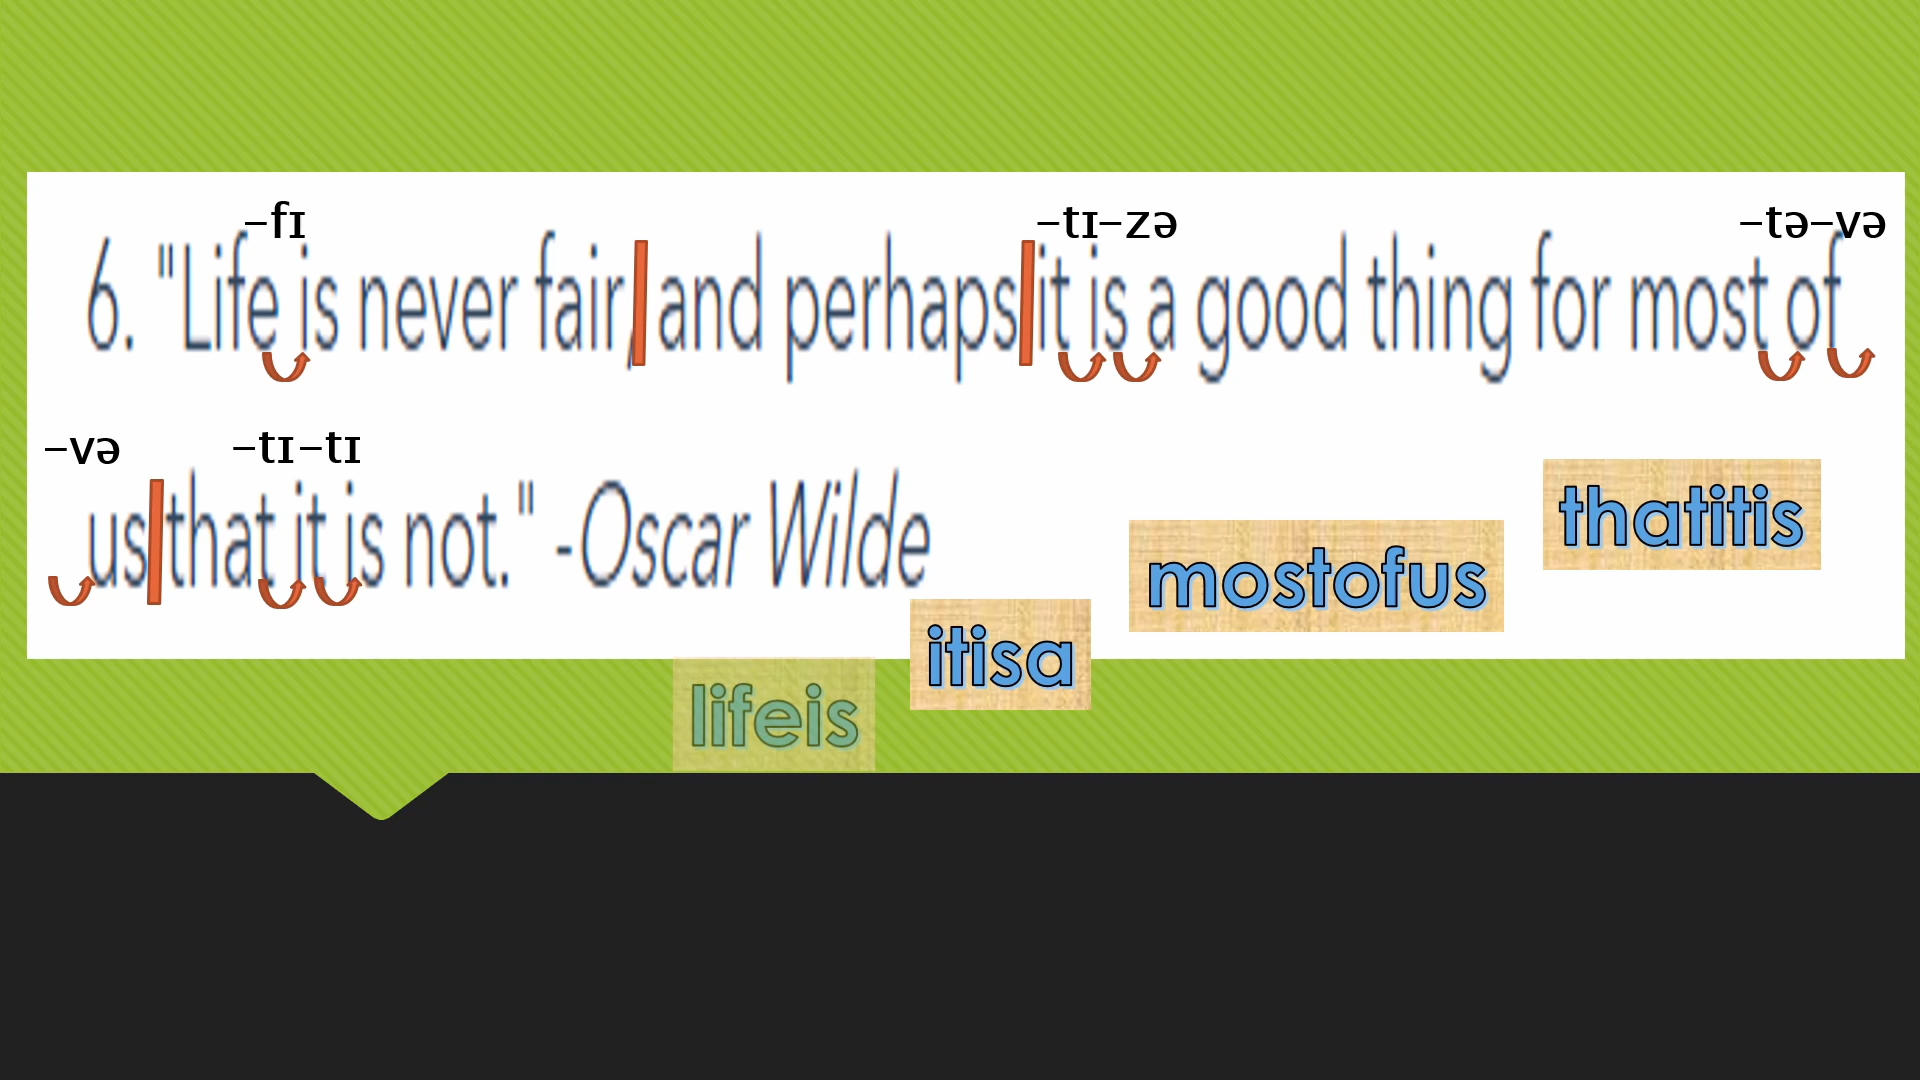 –fɪ –tɪ–zə –tə–və
6. "Life is never fair, and perhaps it is a good thing for most of
–və –tɪ–tɪ
us that it is not." -Oscar Wilde
thatitis
mostofus
itisa
lifeis